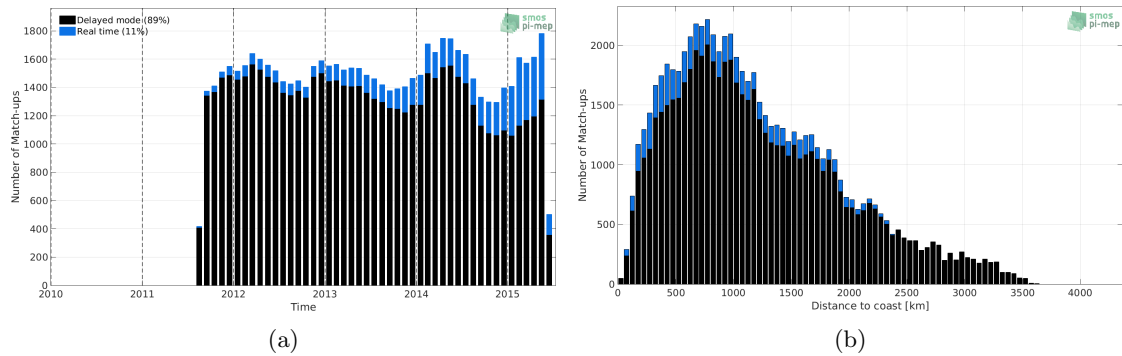 Delayed mode (89%)
Real time (11%)
smos
pi-mep
1800
1600
1400
1200
1000
800
600
400
200
0
Number of Match-ups
2010 2011 2012 2013 2014 2015
Time
(a)
smos
pi-mep
2000
1500
1000
500
0
Number of Match-ups
0 500 1000 1500 2000 2500 3000 3500 4000
Distance to coast [km]
(b)